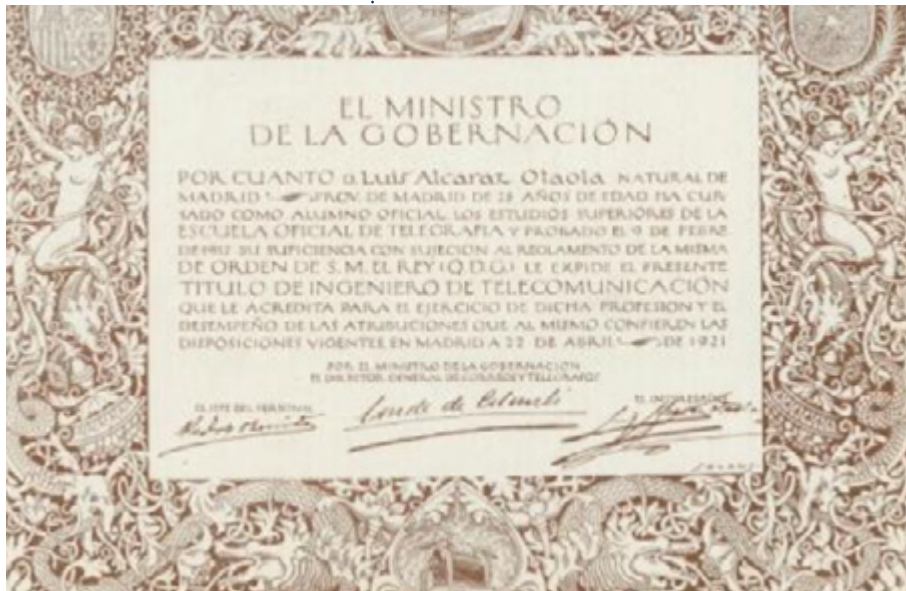 EL MINISTRO
DE LA GOBERNACIÓN
POR CUANTO D. Luis Alcaraz Otaola NATURAL DE
MADRID PROV. DE MADRID DE 28 AÑOS DE EDAD HA CUR-
SADO COMO ALUMNO OFICIAL LOS ESTUDIOS SUPERIORES DE LA
ESCUELA OFICIAL DE TELEGRAFIA Y PROBADO EL 9 DE FEBRE
DE SU SUFICIENCIA CON SUJECION AL REGLAMENTO DE LA MISMA
DE ORDEN DE S. M. EL REY (Q.D.G.) LE EXPIDE EL PRESENTE
TITULO DE INGENIERO DE TELECOMUNICACIÓN
QUE LE ACREDITA PARA EL EJERCICIO DE DICHA PROFESION Y EL
DESEMPEÑO DE LAS ATRIBUCIONES QUE AL MISMO CONFIEREN LAS
DISPOSICIONES VIGENTES EN MADRID A 22 DE ABRIL DE 1921
POR EL MINISTRO DE LA GOBERNACION
EL DIRECTOR GENERAL DE CORREOS Y TELEGRAFOS
EL JEFE DEL PERSONAL
EL INTERESADO
Conde de